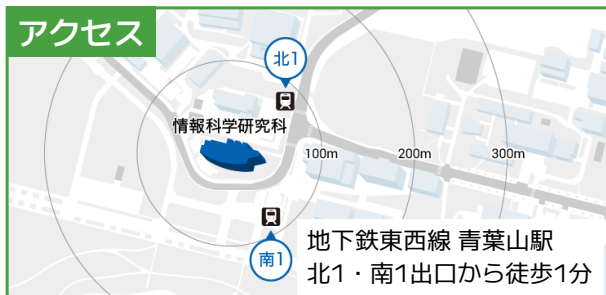 アクセス
北1
情報科学研究科
100m
200m
300m
南1
地下鉄東西線 青葉山駅
北1・南1出口から徒歩1分